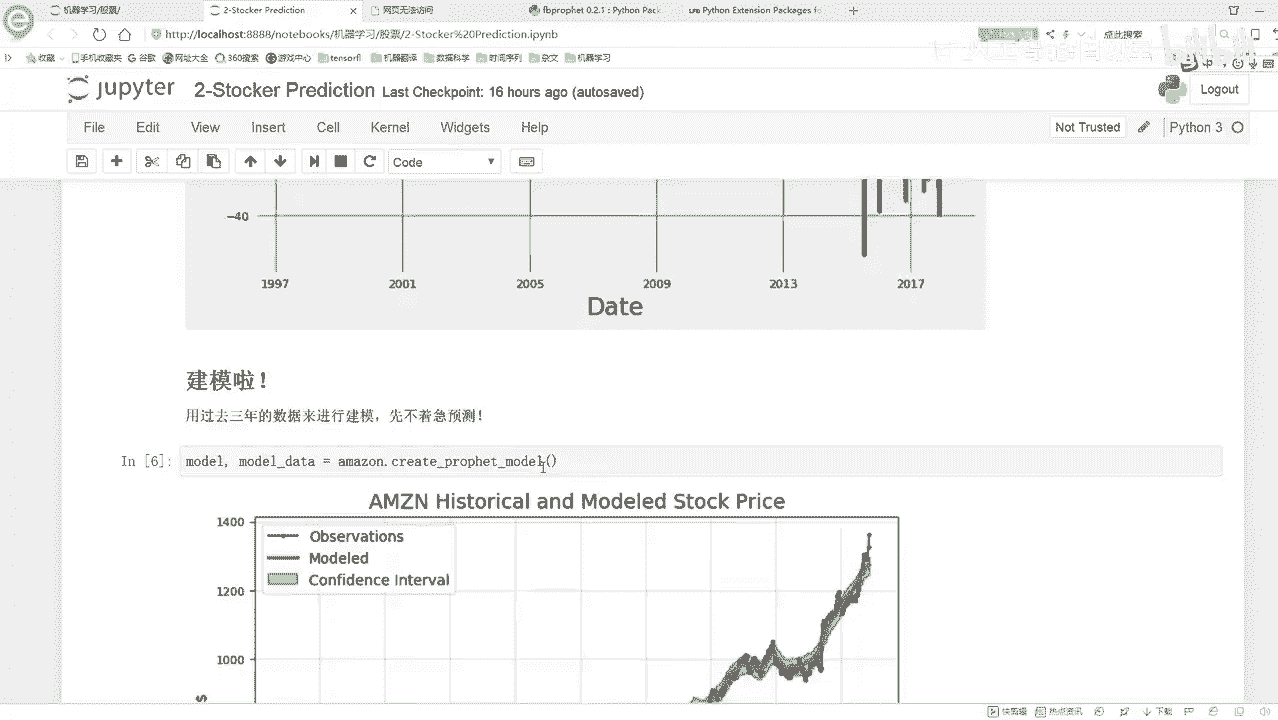 机器学习/股票/
2-Stocker Prediction
网页无法访问
fbprophet 0.2.1 : Python Pack
Python Extension Packages fo
http://localhost:8888/notebooks/机器学习/股票/2-Stocker%20Prediction.ipynb
点此搜索
收藏 手机收藏夹 谷歌 网址大全 360搜索 游戏中心 tensorfl 机器翻译 数据科学 时间序列 杂文 机器学习
jupyter 2-Stocker Prediction Last Checkpoint: 16 hours ago (autosaved)
Logout
File Edit View Insert Cell Kernel Widgets Help
Not Trusted Python 3
Code
−40
1997 2001 2005 2009 2013 2017
Date
建模啦！
用过去三年的数据来进行建模，先不着急预测！
In [6]: model, model_data = amazon.create_prophet_model()
AMZN Historical and Modeled Stock Price
1400
Observations
Modeled
Confidence Interval
1200
1000
$
快剪辑 热点资讯 下载